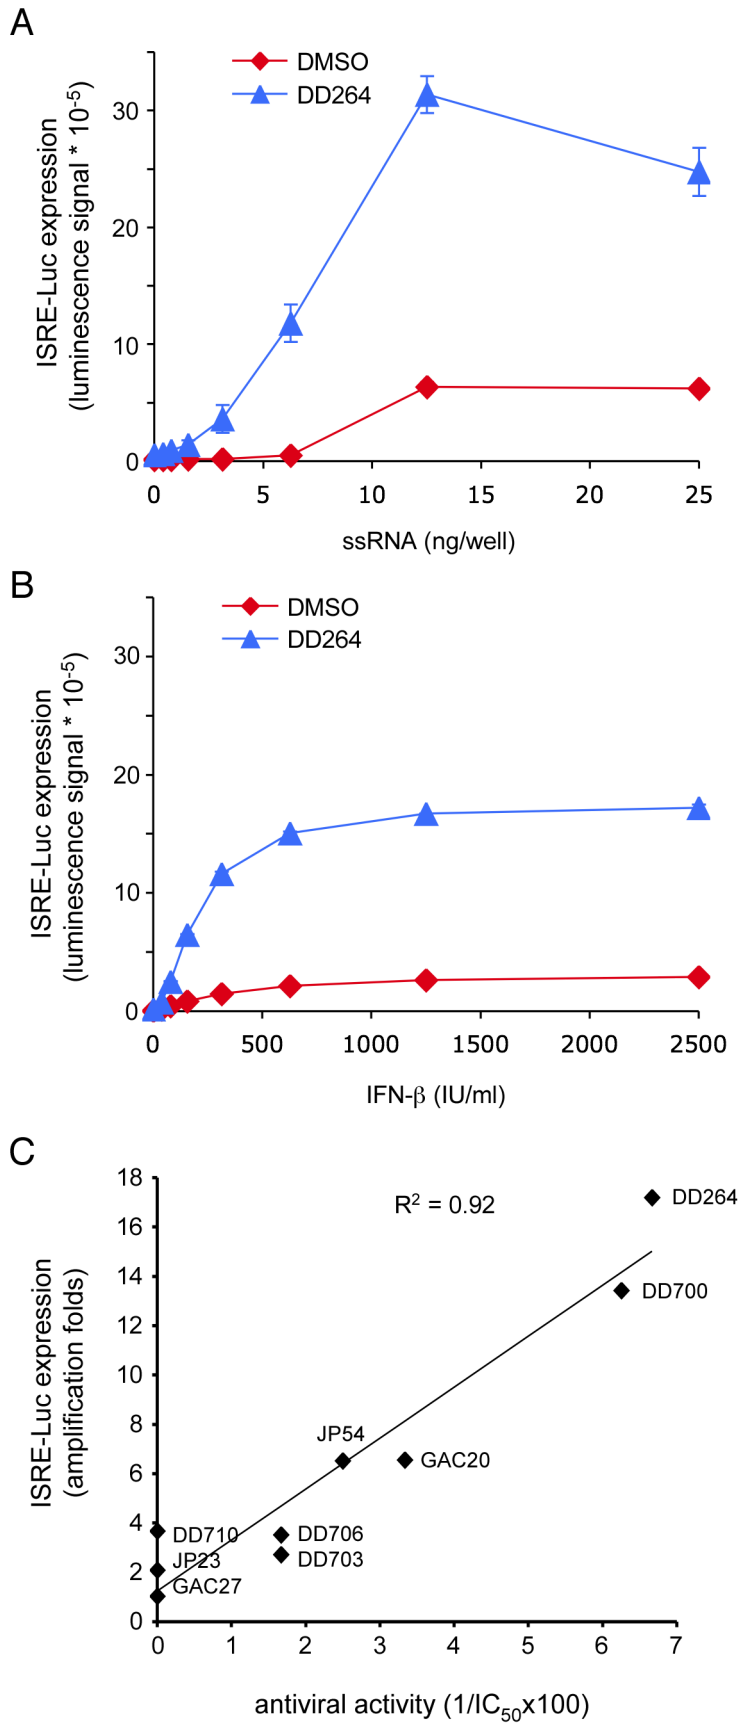 A
DMSO
DD264
ISRE-Luc expression
(luminescence signal * 10-5)
30
20
10
0
0 5 10 15 20 25
ssRNA (ng/well)
B
DMSO
DD264
ISRE-Luc expression
(luminescence signal * 10-5)
30
20
10
0
0 500 1000 1500 2000 2500
IFN-β (IU/ml)
C
ISRE-Luc expression
(amplification folds)
18
16
14
12
10
8
6
4
2
0
R2 = 0.92
DD264
DD700
JP54
GAC20
DD710
DD706
JP23
DD703
GAC27
0 1 2 3 4 5 6 7
antiviral activity (1/IC50x100)